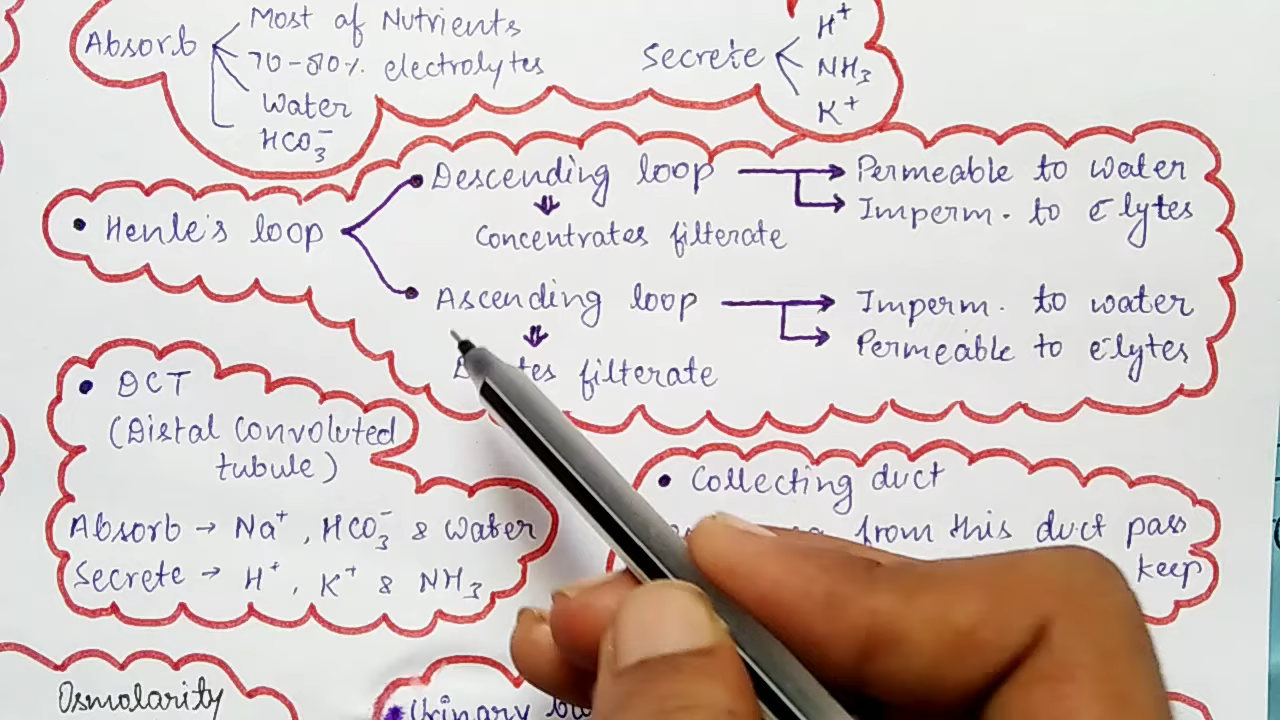 Absorb
Most of Nutrients
70-80% electrolytes
Water
HCO₃⁻
Secrete
H⁺
NH₃
K⁺
• Henle's loop
• Descending loop
Permeable to water
Imperm. to e⁻lytes
⇓
Concentrates filterate
• Ascending loop
Imperm. to water
Permeable to e⁻lytes
⇓
filterate
• DCT
(Distal Convoluted
tubule)
Absorb → Na⁺, HCO₃⁻ & Water
Secrete → H⁺, K⁺ & NH₃
• Collecting duct
from this duct pass
keep
Osmolarity
Urinary